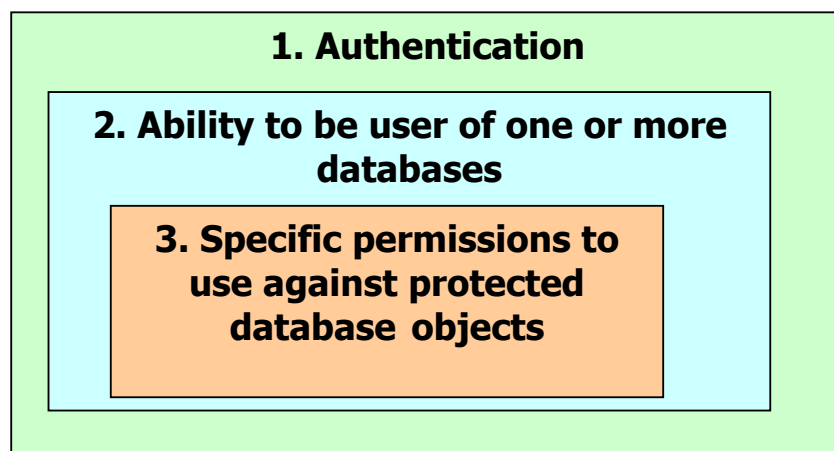 1. Authentication
2. Ability to be user of one or more
databases
3. Specific permissions to
use against protected
database objects